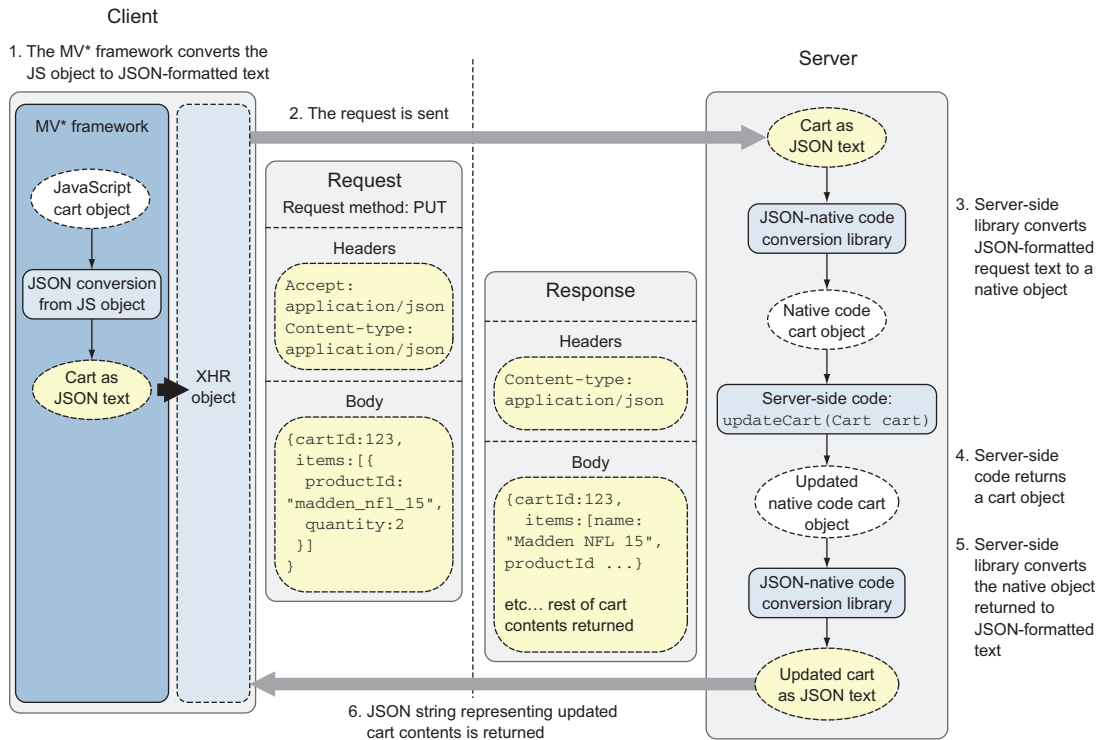 Client
1. The MV* framework converts the
JS object to JSON-formatted text
MV* framework
JavaScript
cart object
JSON conversion
from JS object
Cart as
JSON text
XHR
object
2. The request is sent
Request
Request method: PUT
Headers
Accept:
application/json
Content-type:
application/json
Body
{cartId:123,
items:[{
productId:
"madden_nfl_15",
quantity:2
}]
}
Response
Headers
Content-type:
application/json
Body
{cartId:123,
items:[name:
"Madden NFL 15",
productId ...}
etc... rest of cart
contents returned
Server
Cart as
JSON text
JSON-native code
conversion library
Native code
cart object
Server-side code:
updateCart(Cart cart)
Updated
native code cart
object
JSON-native code
conversion library
Updated cart
as JSON text
3. Server-side
library converts
JSON-formatted
request text to a
native object
4. Server-side
code returns
a cart object
5. Server-side
library converts
the native object
returned to
JSON-formatted
text
6. JSON string representing updated
cart contents is returned